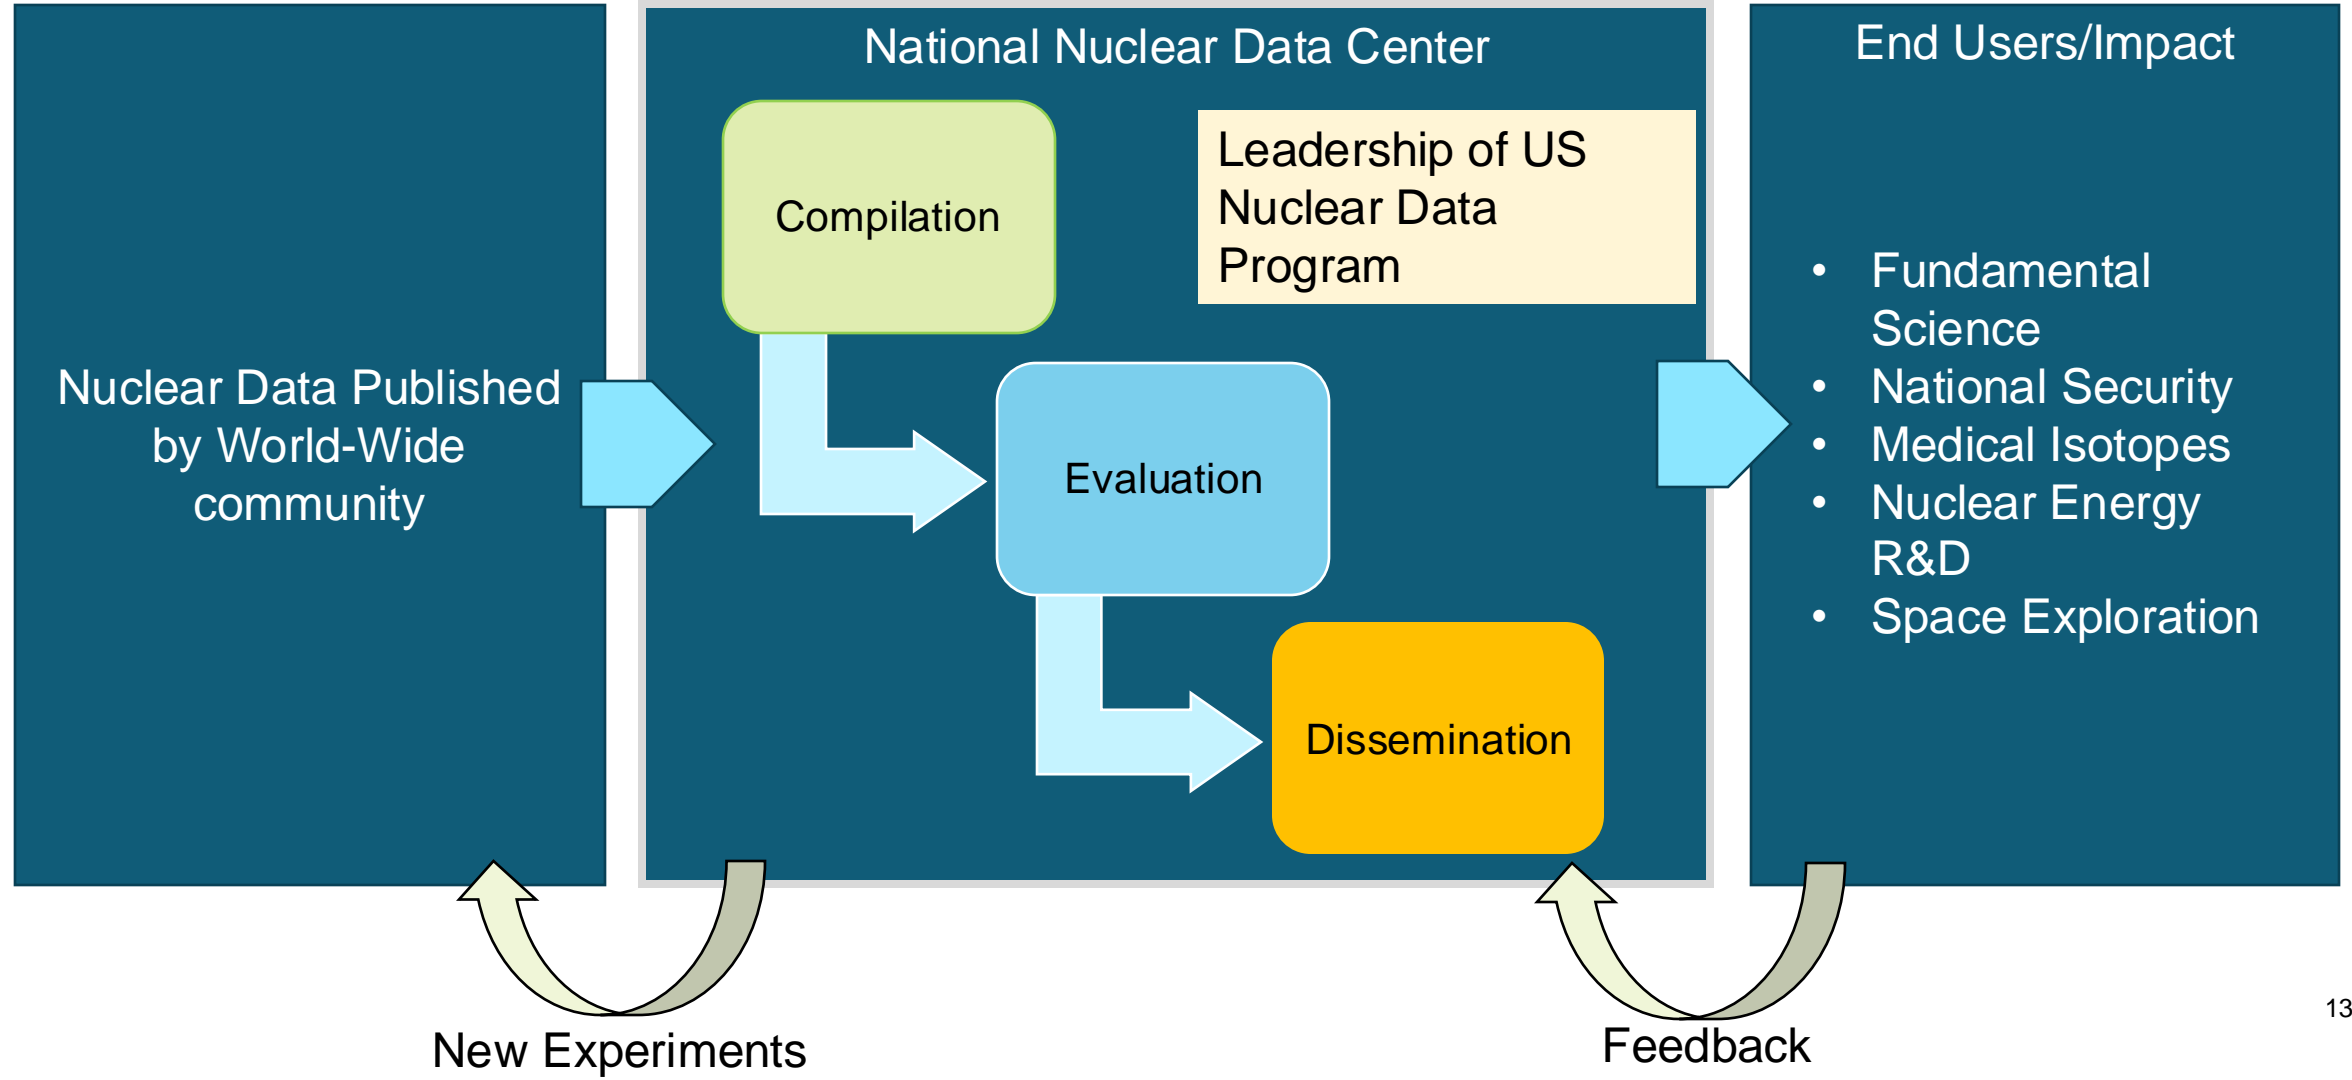 Nuclear Data Published
by World-Wide
community
National Nuclear Data Center
Compilation
Leadership of US
Nuclear Data
Program
Evaluation
Dissemination
End Users/Impact
• Fundamental
Science
• National Security
• Medical Isotopes
• Nuclear Energy
R&D
• Space Exploration
New Experiments
Feedback
13